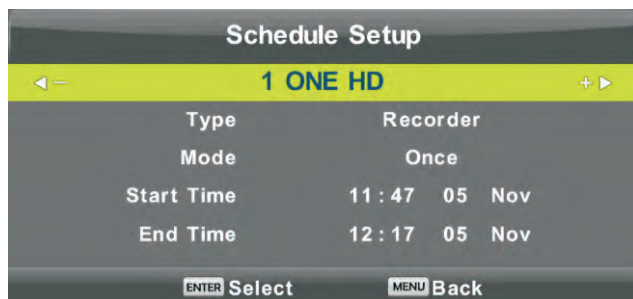 Schedule Setup
1 ONE HD
Type Recorder
Mode Once
Start Time 11:47 05 Nov
End Time 12:17 05 Nov
ENTER Select MENU Back